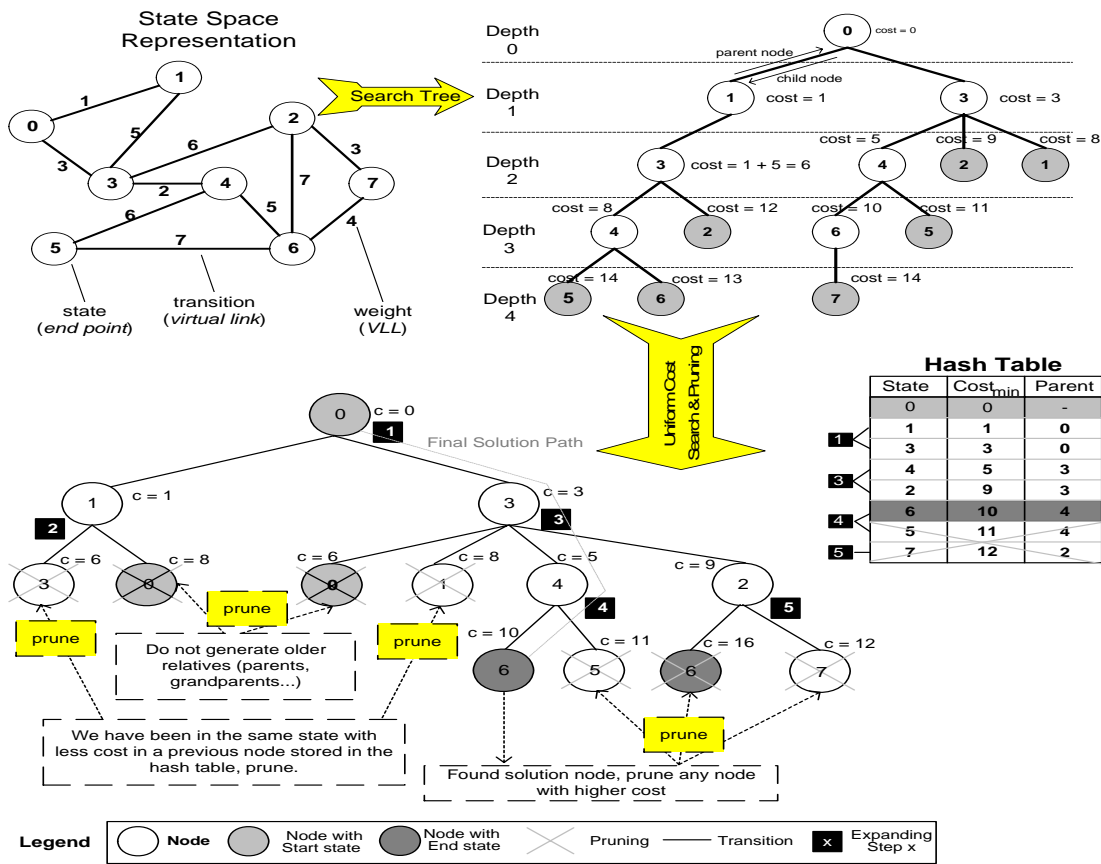 State Space
Representation
1
0
3
2
4
7
5
6
1
5
3
6
3
2
7
5
6
7
4
state
(end point)
transition
(virtual link)
weight
(VLL)
Search Tree
Depth
0
0
cost = 0
parent node
child node
Depth
1
1
cost = 1
3
cost = 3
Depth
2
3
cost = 1 + 5 = 6
cost = 5
4
cost = 9
2
cost = 8
1
Depth
3
cost = 8
4
cost = 12
2
cost = 10
6
cost = 11
5
Depth
4
cost = 14
5
cost = 13
6
cost = 14
7
Uniform Cost
Search & Pruning
Hash Table
State Costmin Parent
0 0 -
1 1 0
3 3 0
4 5 3
2 9 3
6 10 4
5 11 4
7 12 2
1
3
4
5
0
c = 0
1
Final Solution Path
1
c = 1
2
3
c = 3
3
3
c = 6
0
c = 8
0
c = 6
1
c = 8
4
c = 5
4
2
c = 9
5
6
c = 10
5
c = 11
6
c = 16
7
c = 12
prune
prune
prune
prune
Do not generate older
relatives (parents,
grandparents...)
We have been in the same state with
less cost in a previous node stored in the
hash table, prune.
Found solution node, prune any node
with higher cost
Legend
Node
Node with
Start state
Node with
End state
Pruning
Transition
x
Expanding
Step x